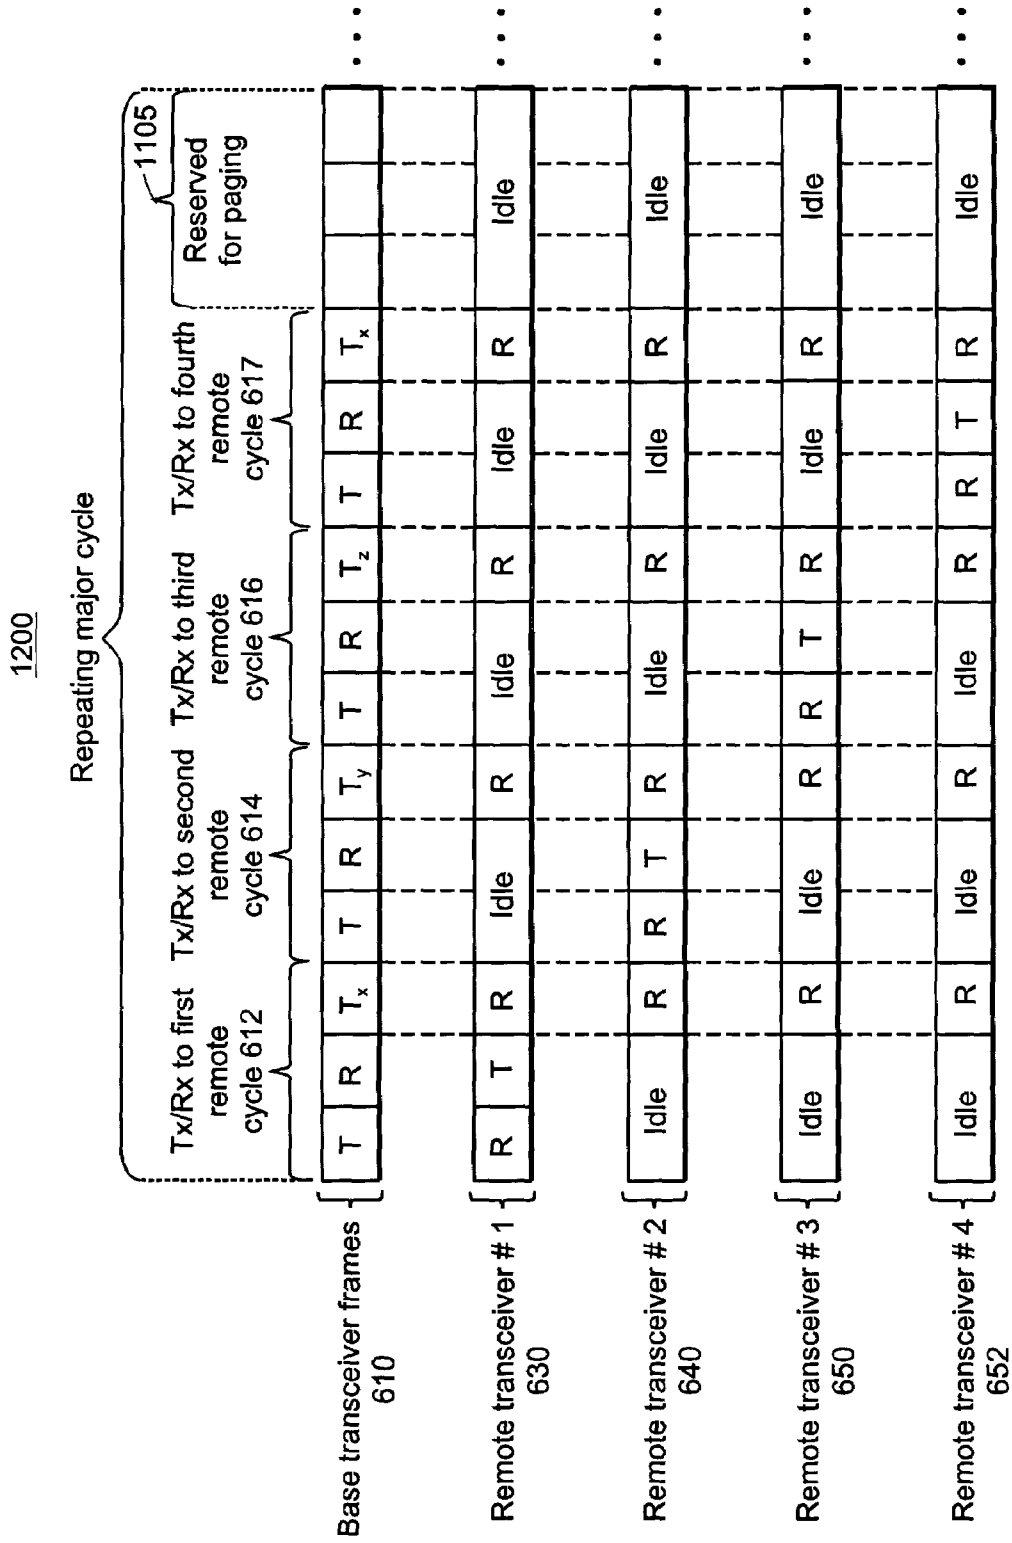 1200
Repeating major cycle
1105
Tx/Rx to first
remote
cycle 612
Tx/Rx to second
remote
cycle 614
Tx/Rx to third
remote
cycle 616
Tx/Rx to fourth
remote
cycle 617
Reserved
for paging
Base transceiver frames
610
T R Tx T R Ty T R Tz T R Tx • • •
Remote transceiver # 1
630
R T R Idle R Idle R Idle R Idle • • •
Remote transceiver # 2
640
Idle R R T R Idle R Idle R Idle • • •
Remote transceiver # 3
650
Idle R Idle R R T R Idle R Idle • • •
Remote transceiver # 4
652
Idle R Idle R Idle R R T R Idle • • •